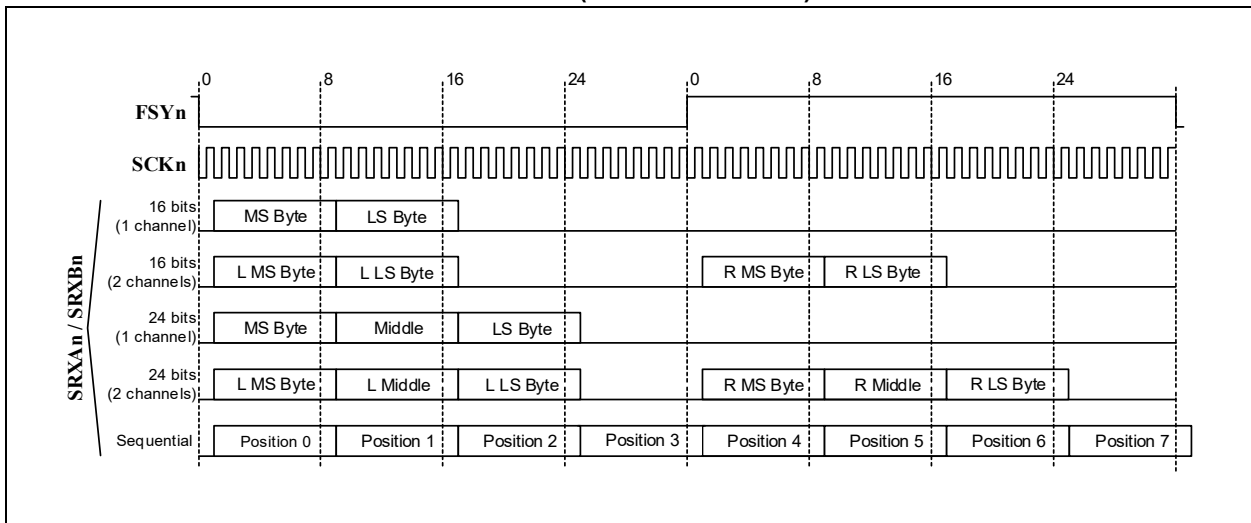 0 8 16 24 0 8 16 24
FSYn
SCKn
SRXAn / SRXBn
16 bits
(1 channel)
MS Byte LS Byte
16 bits
(2 channels)
L MS Byte L LS Byte R MS Byte R LS Byte
24 bits
(1 channel)
MS Byte Middle LS Byte
24 bits
(2 channels)
L MS Byte L Middle L LS Byte R MS Byte R Middle R LS Byte
Sequential Position 0 Position 1 Position 2 Position 3 Position 4 Position 5 Position 6 Position 7